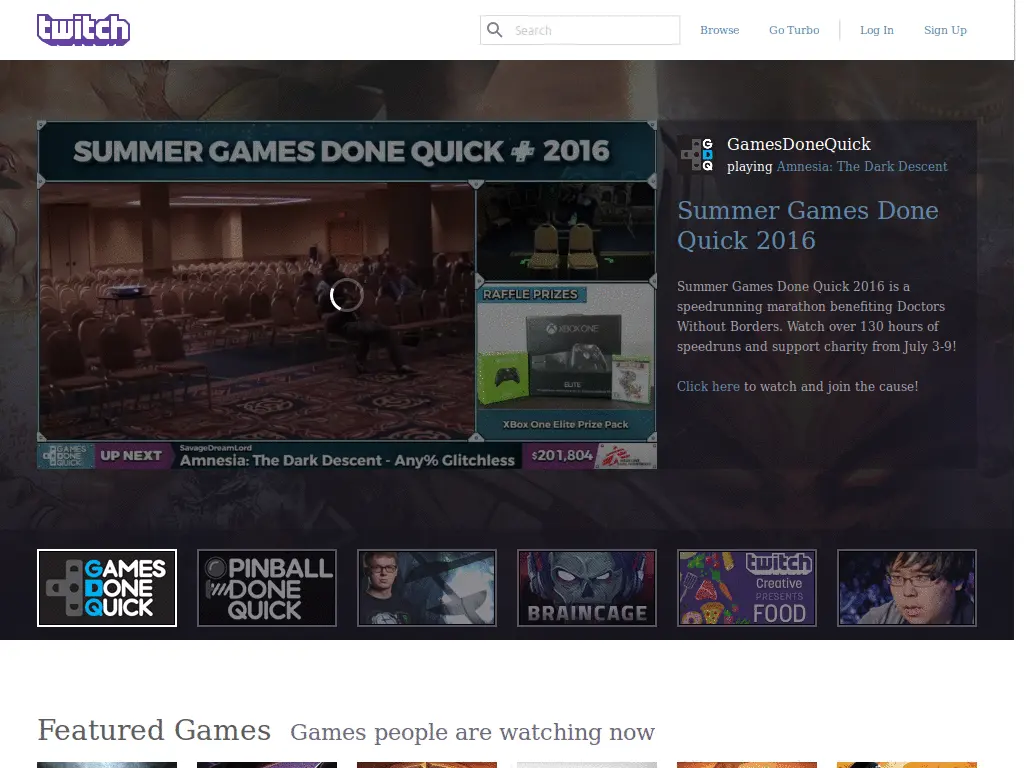 twitch
Search
Browse
Go Turbo
Log In
Sign Up
SUMMER GAMES DONE QUICK 2016
RAFFLE PRIZES
XBOX ONE
ELITE
XBox One Elite Prize Pack
GAMES
DONE
QUICK
UP NEXT
SavageDreamLord
Amnesia: The Dark Descent - Any% Glitchless
$201,804
G
D
Q
GamesDoneQuick
playing Amnesia: The Dark Descent
Summer Games Done
Quick 2016
Summer Games Done Quick 2016 is a
speedrunning marathon benefiting Doctors
Without Borders. Watch over 130 hours of
speedruns and support charity from July 3-9!
Click here to watch and join the cause!
GAMES
DONE
QUICK
PINBALL
DONE
QUICK
BRAINCAGE
twitch
Creative
PRESENTS
FOOD
Featured Games
Games people are watching now